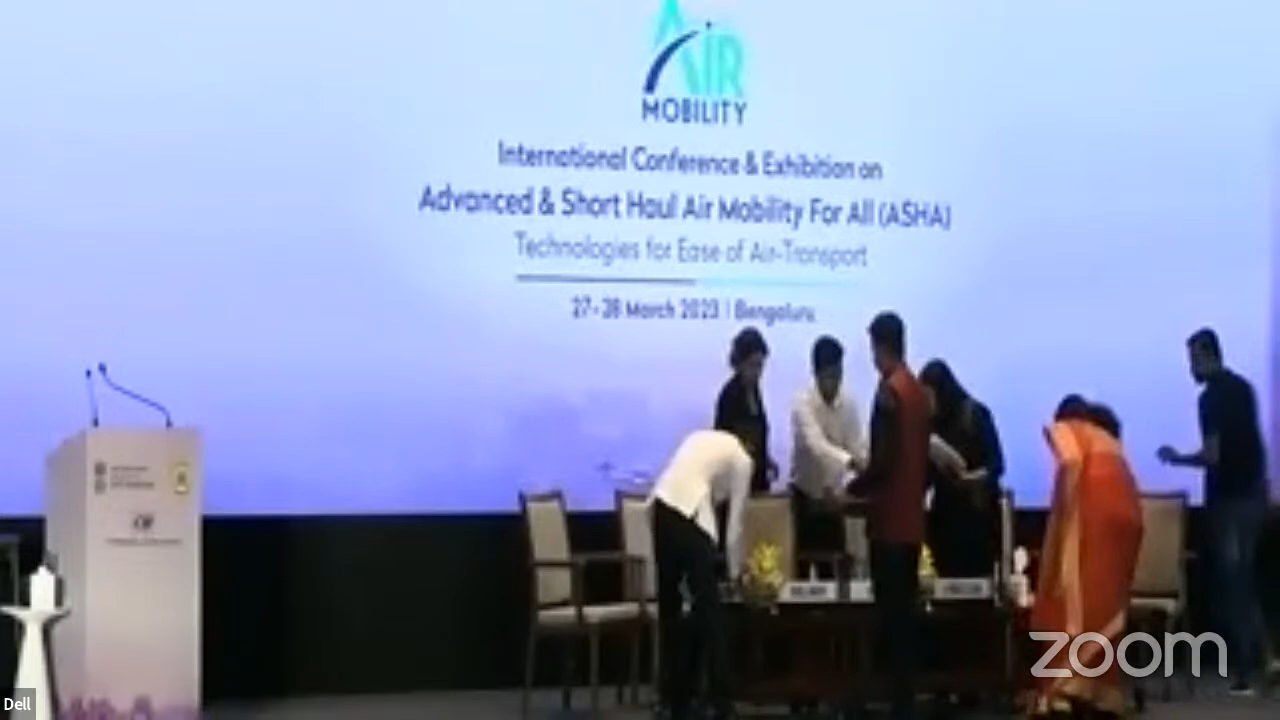 AIR
MOBILITY
International Conference & Exhibition on
Advanced & Short Haul Air Mobility For All (ASHA)
Technologies for Ease of Air-Transport
27-28 March 2023 | Bengaluru
zoom
Dell